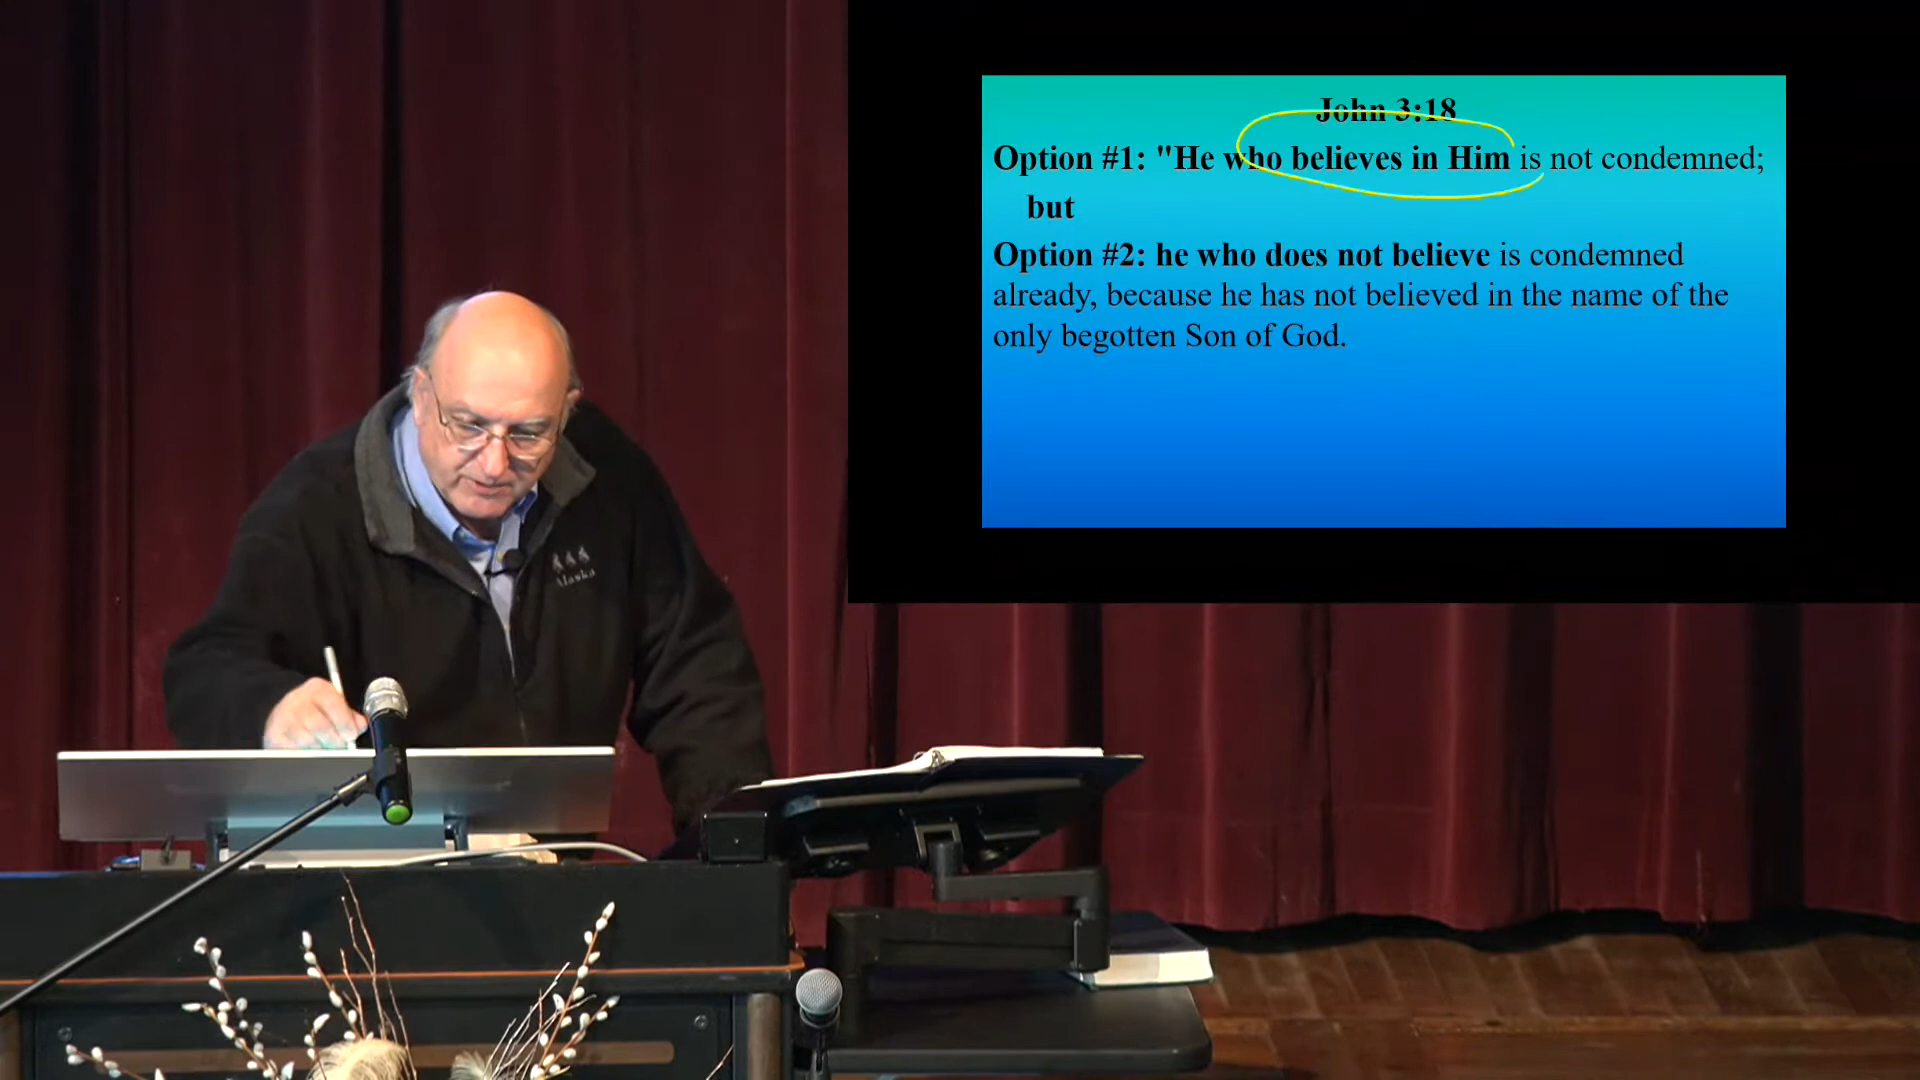 John 3:18
Option #1: "He who believes in Him is not condemned;
but
Option #2: he who does not believe is condemned
already, because he has not believed in the name of the
only begotten Son of God.
Alaska